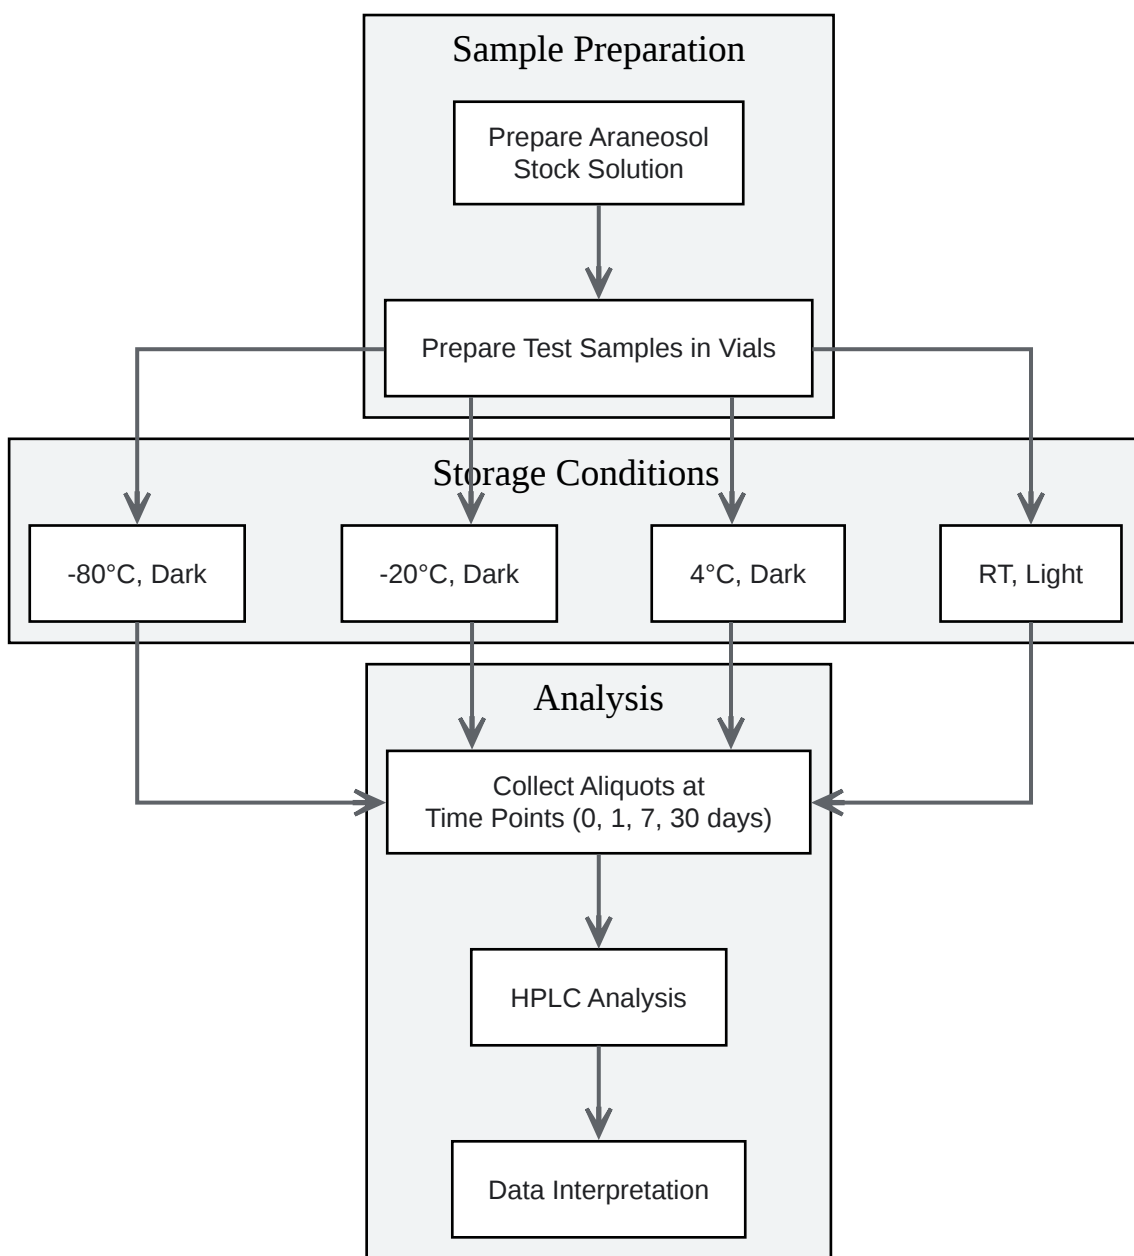 Sample Preparation
Prepare Araneosol
Stock Solution
Prepare Test Samples in Vials
Storage Conditions
-80°C, Dark
-20°C, Dark
4°C, Dark
RT, Light
Analysis
Collect Aliquots at
Time Points (0, 1, 7, 30 days)
HPLC Analysis
Data Interpretation